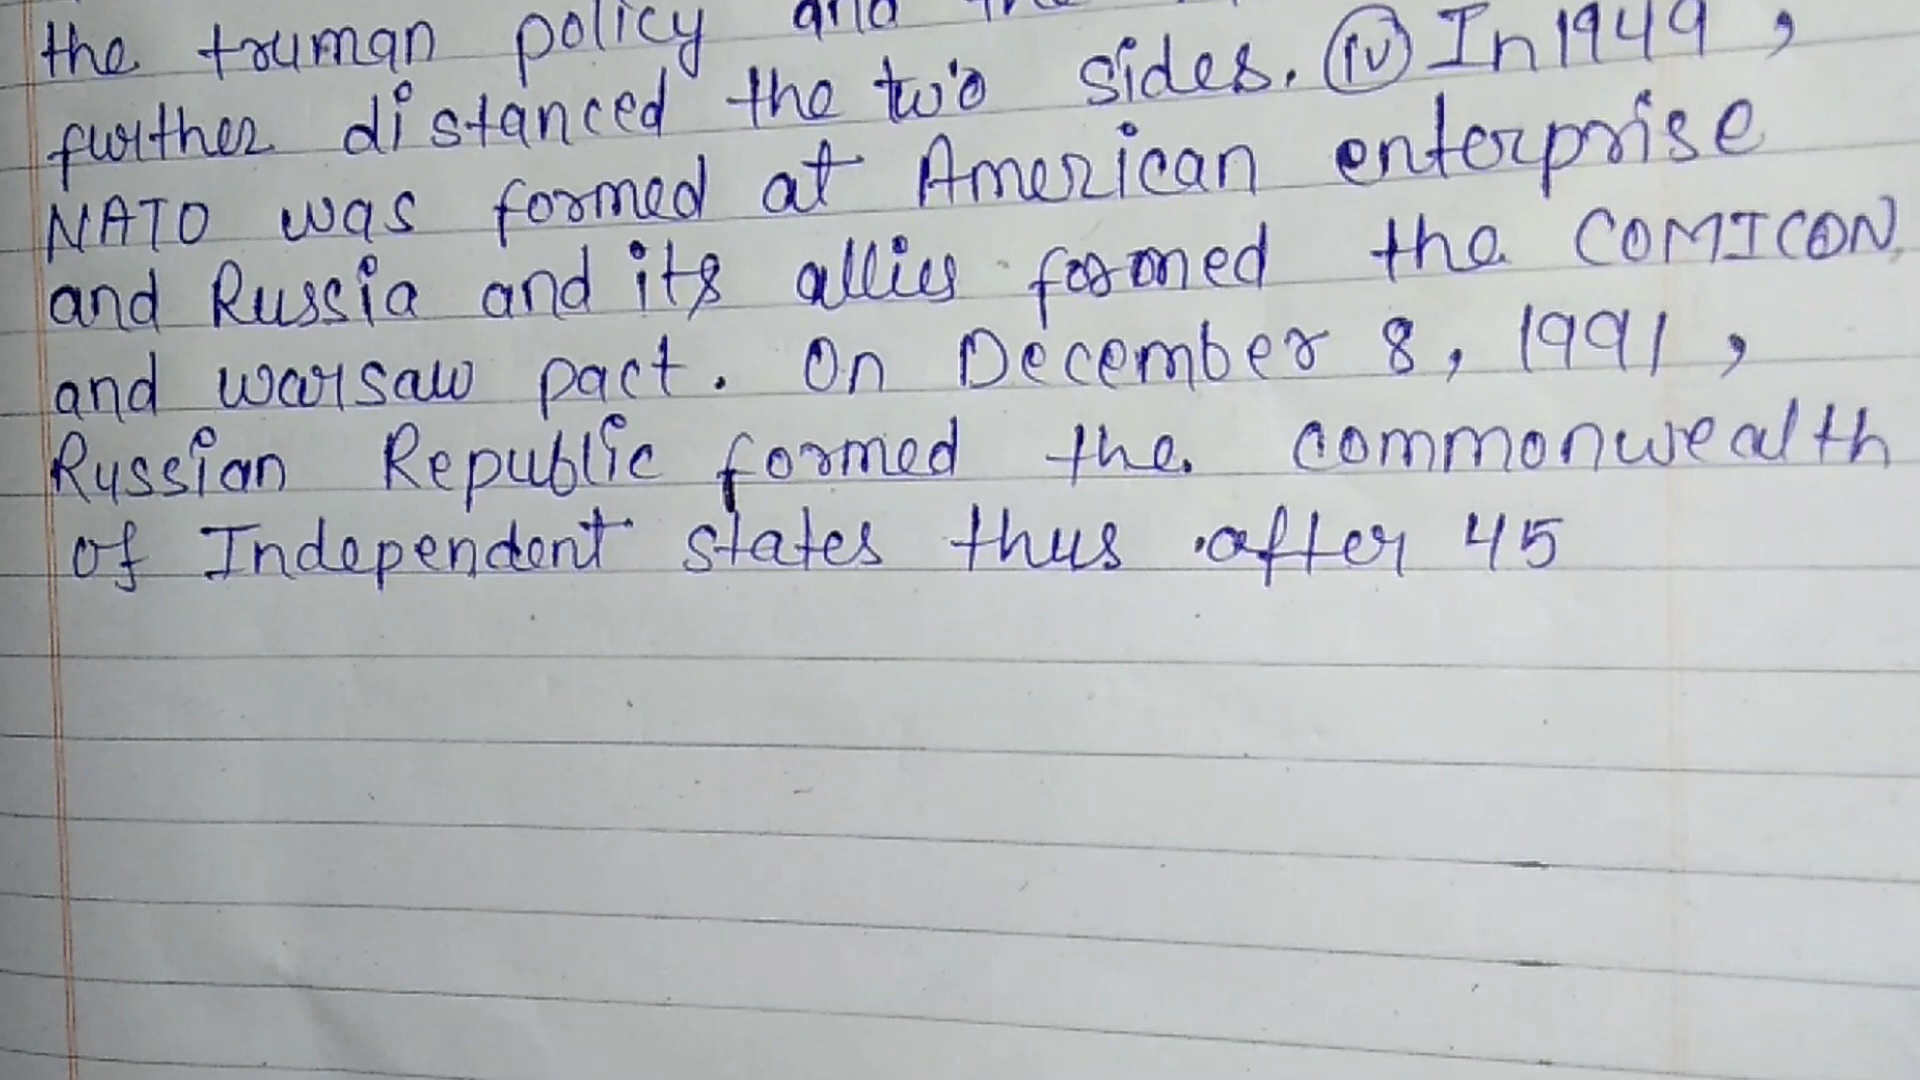 the truman policy and the
further distanced the two sides. (iv) In 1949,
NATO was formed at American enterprise
and Russia and its allies formed the COMICON
and warsaw pact. On December 8, 1991,
Russian Republic formed the commonwealth
of Independent states thus after 45